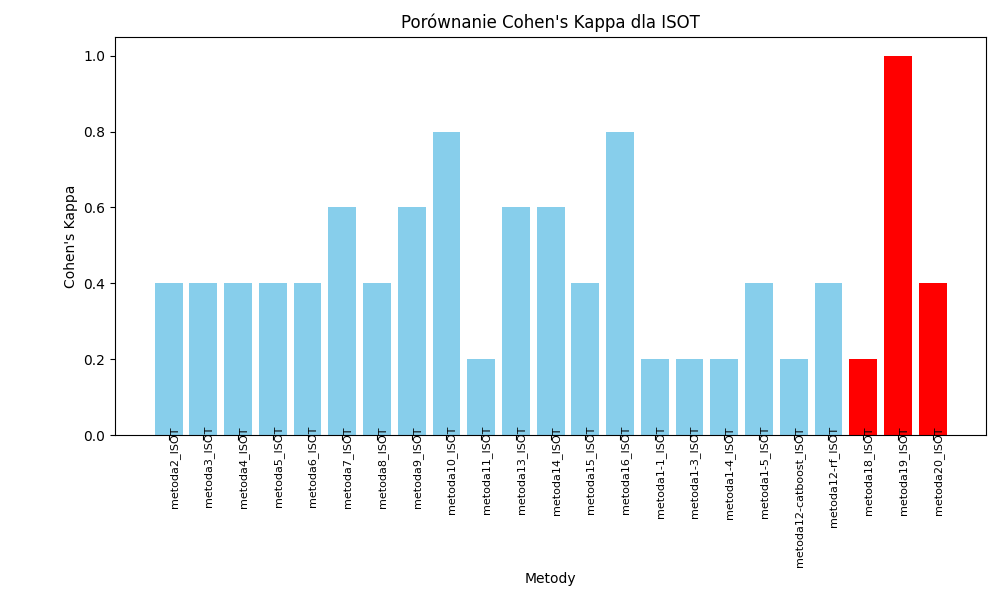 Porównanie Cohen's Kappa dla ISOT
1.0
0.8
0.6
0.4
0.2
0.0
Cohen's Kappa
metoda2_ISOT
metoda3_ISOT
metoda4_ISOT
metoda5_ISOT
metoda6_ISOT
metoda7_ISOT
metoda8_ISOT
metoda9_ISOT
metoda10_ISOT
metoda11_ISOT
metoda13_ISOT
metoda14_ISOT
metoda15_ISOT
metoda16_ISOT
metoda1-1_ISOT
metoda1-3_ISOT
metoda1-4_ISOT
metoda1-5_ISOT
metoda12-catboost_ISOT
metoda12-rf_ISOT
metoda18_ISOT
metoda19_ISOT
metoda20_ISOT
Metody